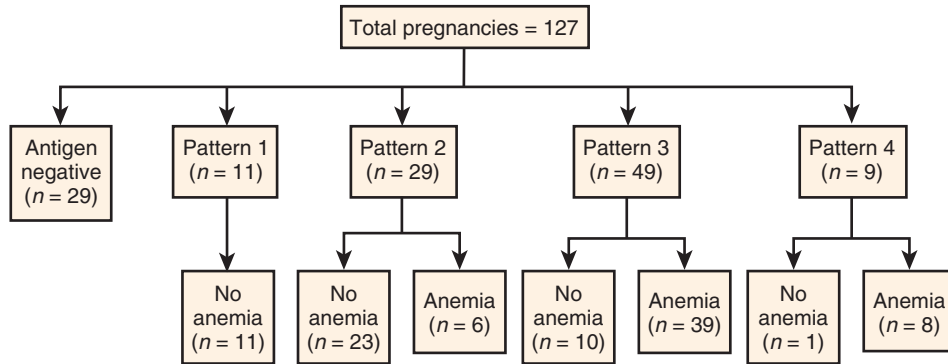 Total pregnancies = 127
Antigen
negative
(n = 29)
Pattern 1
(n = 11)
Pattern 2
(n = 29)
Pattern 3
(n = 49)
Pattern 4
(n = 9)
No
anemia
(n = 11)
No
anemia
(n = 23)
Anemia
(n = 6)
No
anemia
(n = 10)
Anemia
(n = 39)
No
anemia
(n = 1)
Anemia
(n = 8)